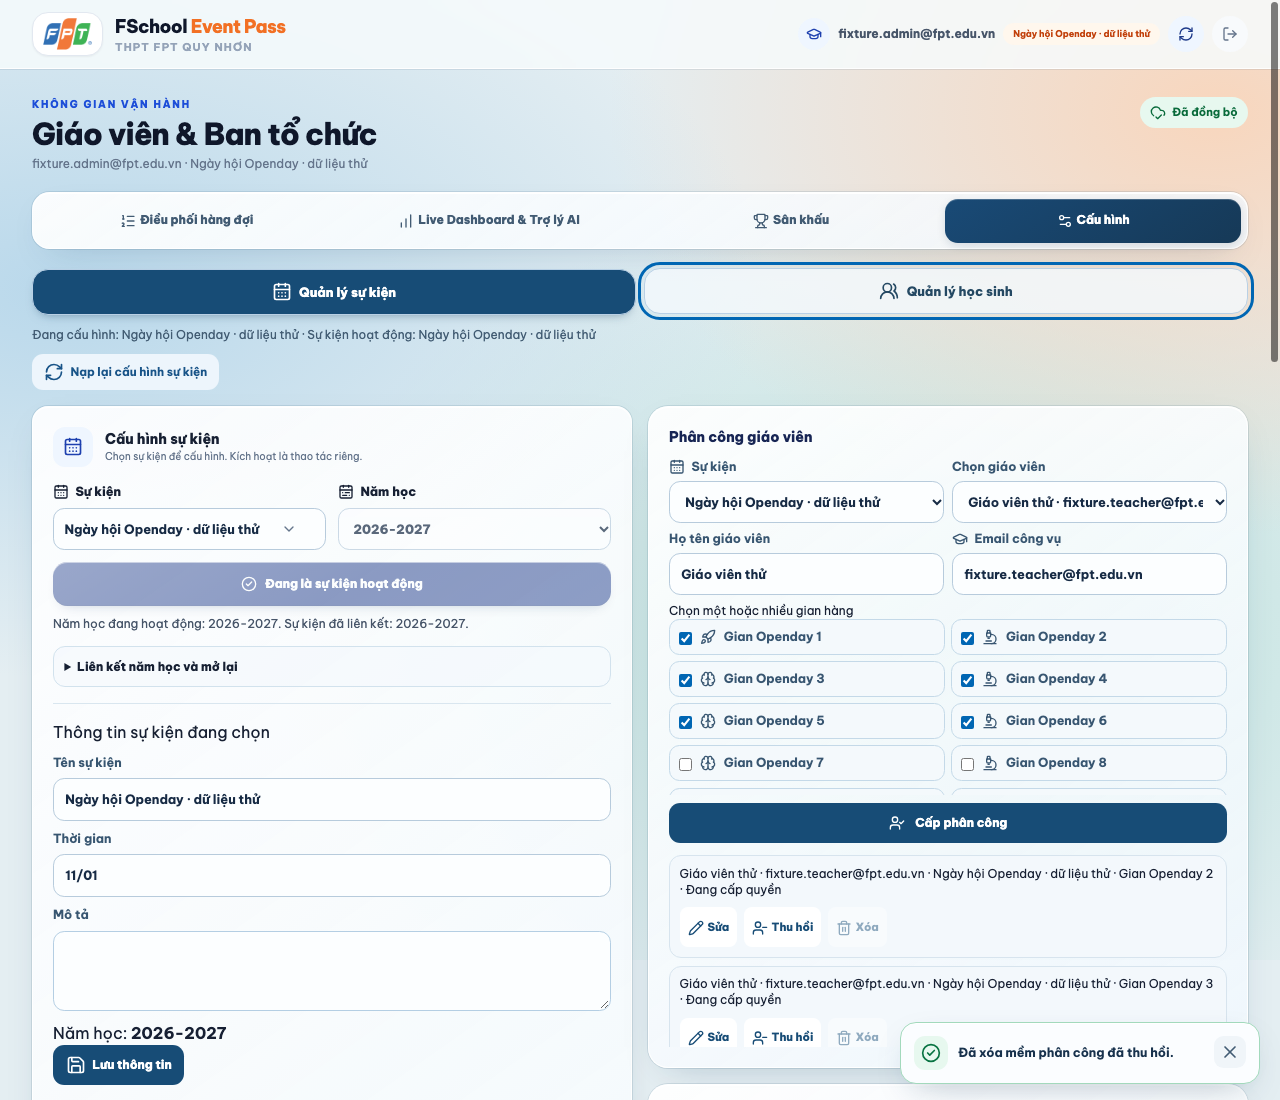 FPT
FSchool Event Pass
THPT FPT QUY NHƠN
fixture.admin@fpt.edu.vn
Ngày hội Openday · dữ liệu thử
KHÔNG GIAN VẬN HÀNH
Giáo viên & Ban tổ chức
fixture.admin@fpt.edu.vn · Ngày hội Openday · dữ liệu thử
Đã đồng bộ
Điều phối hàng đợi
Live Dashboard & Trợ lý AI
Sân khấu
Cấu hình
Quản lý sự kiện
Quản lý học sinh
Đang cấu hình: Ngày hội Openday · dữ liệu thử · Sự kiện hoạt động: Ngày hội Openday · dữ liệu thử
Nạp lại cấu hình sự kiện
Cấu hình sự kiện
Chọn sự kiện để cấu hình. Kích hoạt là thao tác riêng.
Sự kiện
Năm học
Ngày hội Openday · dữ liệu thử
2026-2027
Đang là sự kiện hoạt động
Năm học đang hoạt động: 2026-2027. Sự kiện đã liên kết: 2026-2027.
Liên kết năm học và mở lại
Thông tin sự kiện đang chọn
Tên sự kiện
Ngày hội Openday · dữ liệu thử
Thời gian
11/01
Mô tả
Năm học: 2026-2027
Lưu thông tin
Phân công giáo viên
Sự kiện
Chọn giáo viên
Ngày hội Openday · dữ liệu thử
Giáo viên thử · fixture.teacher@fpt.e
Họ tên giáo viên
Email công vụ
Giáo viên thử
fixture.teacher@fpt.edu.vn
Chọn một hoặc nhiều gian hàng
Gian Openday 1
Gian Openday 2
Gian Openday 3
Gian Openday 4
Gian Openday 5
Gian Openday 6
Gian Openday 7
Gian Openday 8
Cấp phân công
Giáo viên thử · fixture.teacher@fpt.edu.vn · Ngày hội Openday · dữ liệu thử · Gian Openday 2
· Đang cấp quyền
Sửa
Thu hồi
Xóa
Giáo viên thử · fixture.teacher@fpt.edu.vn · Ngày hội Openday · dữ liệu thử · Gian Openday 3
· Đang cấp quyền
Sửa
Thu hồi
Xóa
Đã xóa mềm phân công đã thu hồi.